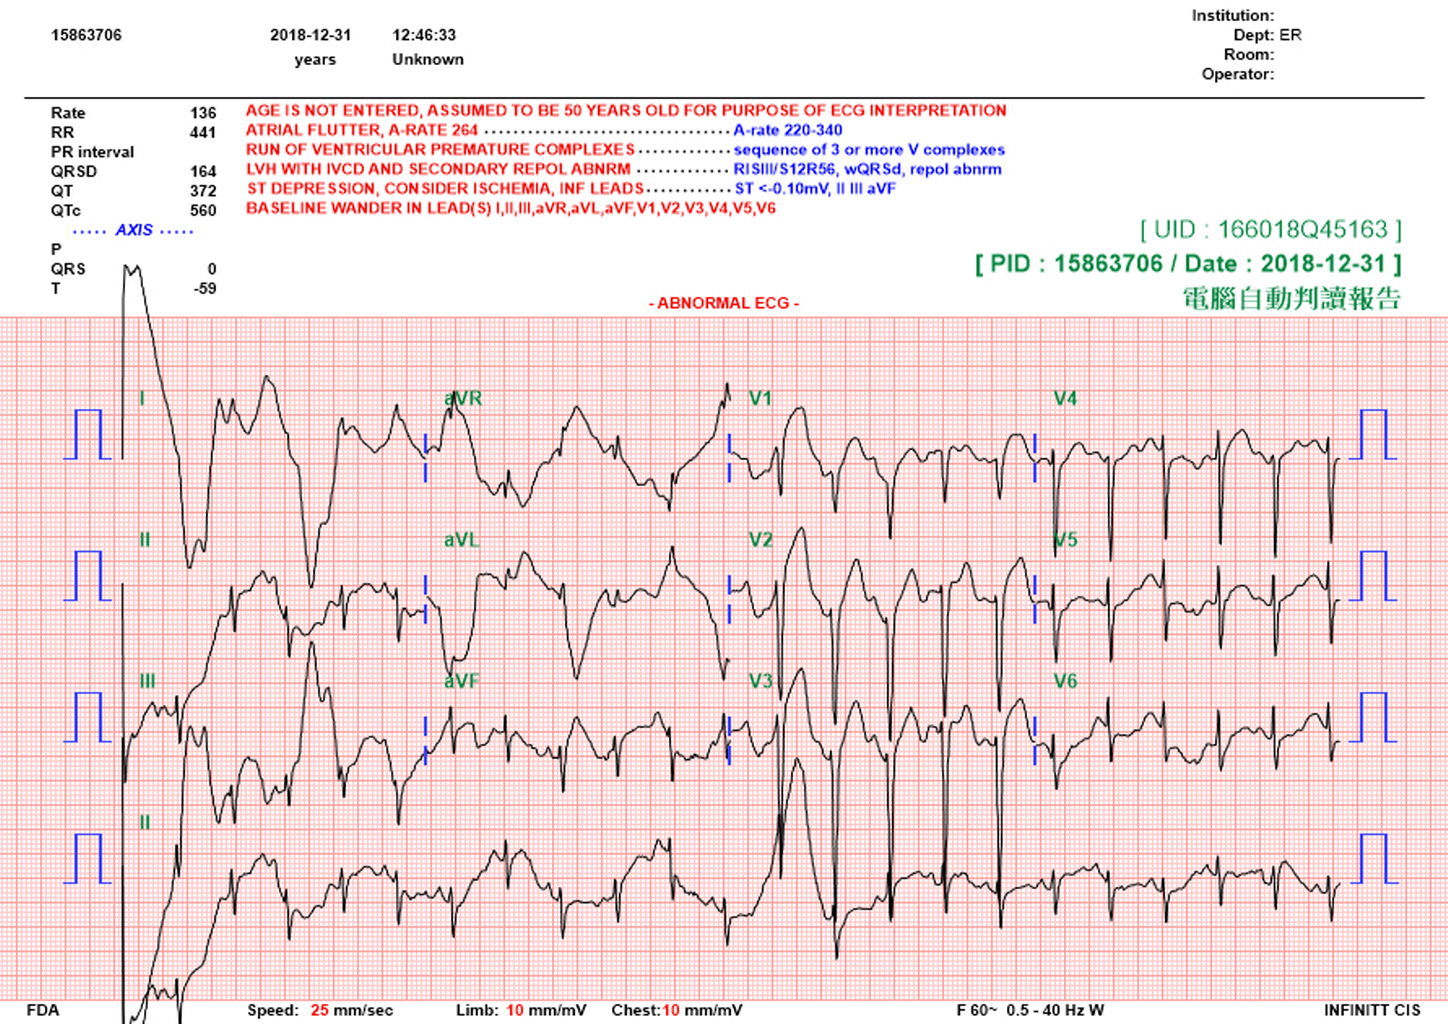 Institution:
15863706 2018-12-31 12:46:33 Dept: ER
years Unknown Room:
Operator:
Rate 136 AGE IS NOT ENTERED, ASSUMED TO BE 50 YEARS OLD FOR PURPOSE OF ECG INTERPRETATION
RR 441 ATRIAL FLUTTER, A-RATE 264 ································ A-rate 220-340
PR interval RUN OF VENTRICULAR PREMATURE COMPLEXES ············ sequence of 3 or more V complexes
QRSD 164 LVH WITH IVCD AND SECONDARY REPOL ABNRM ············ RISIII/S12R56, wQRSd, repol abnrm
QT 372 ST DEPRESSION, CONSIDER ISCHEMIA, INF LEADS ··········· ST <-0.10mV, II III aVF
QTc 560 BASELINE WANDER IN LEAD(S) I,II,III,aVR,aVL,aVF,V1,V2,V3,V4,V5,V6
····· AXIS ·····
P
QRS 0
T -59
[ UID : 166018Q45163 ]
[ PID : 15863706 / Date : 2018-12-31 ]
電腦自動判讀報告
- ABNORMAL ECG -
I aVR V1 V4
II aVL V2 V5
III aVF V3 V6
II
FDA Speed: 25 mm/sec Limb: 10 mm/mV Chest:10 mm/mV F 60~ 0.5 - 40 Hz W INFINITT CIS